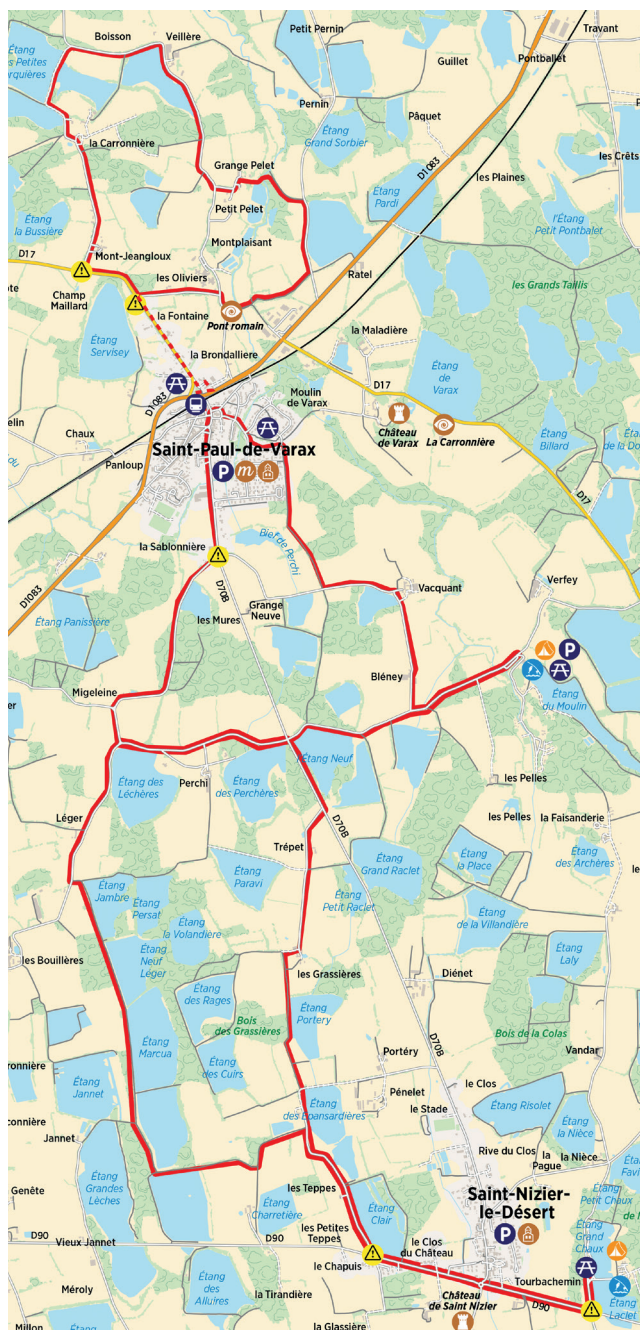 Boisson
Veillère
Petit Pernin
Travant
Pontballet
Étang
des Petites
Guillet
Pernin
Étang
Grand Sorbier
Pâquet
D1083
la Carronnière
les Crêts
Grange Pelet
les Plaines
Étang
Pardi
Petit Pelet
Étang
la Bussière
l'Étang
Petit Pontbalet
Montplaisant
Mont-Jeangloux
D17
les Oliviers
Ratel
les Grands Taillis
Champ
Maillard
la Fontaine
Pont romain
Étang
Servisey
la Maladière
la Brondalliere
Étang
de Varax
D17
D1083
Moulin
de Varax
Château
de Varax
La Carronnière
Chaux
Étang
Billard
Panloup
Saint-Paul-de-Varax
P
m
D17
la Sablonnière
Bief de
Perchi
D70B
D1083
Vacquant
Verfey
Étang Panissière
les Mures
Grange
Neuve
P
Migeleine
Bléney
Étang
du Moulin
Étang Neuf
Étang des
Léchères
Perchi
Étang
des Perchères
les Pelles
Léger
D70B
les Pelles
la Faisanderie
Trépet
Étang
la Place
Étang
des Archères
Étang
Grand Raclet
Étang
Paravi
Étang
Jambre
Étang
Persat
Étang
Petit Raclet
Étang
la Volandière
Étang
de la Villandière
Étang
Neuf
Léger
Étang
Laly
les Bouillères
les Grassières
Diénet
Étang
des Rages
Étang
Portery
Bois
des Grassières
Bois de la Colas
D70B
Étang
Marcua
Portéry
Vandar
Étang
des Cuirs
Étang
Jannet
Pénelet
le Clos
Étang Risolet
Étang
des Épansardières
le Stade
Étang
la Nièce
Jannet
Rive du Clos
la
Pague
la Nièce
Étang
Grandes
Lèches
Genête
les Teppes
Saint-Nizier-
le-Désert
Étang
Petit Chaux
Étang
Charretière
Étang
Clair
P
Étang
Grand
Chaux
D90
Vieux Jannet
D90
les Petites
Teppes
le Clos
du Château
le Chapuis
Tourbachemin
Méroly
Étang
des
Alluires
la Tirandière
Château
de Saint Nizier
D90
Étang
Laclet
Millon
la Glassière